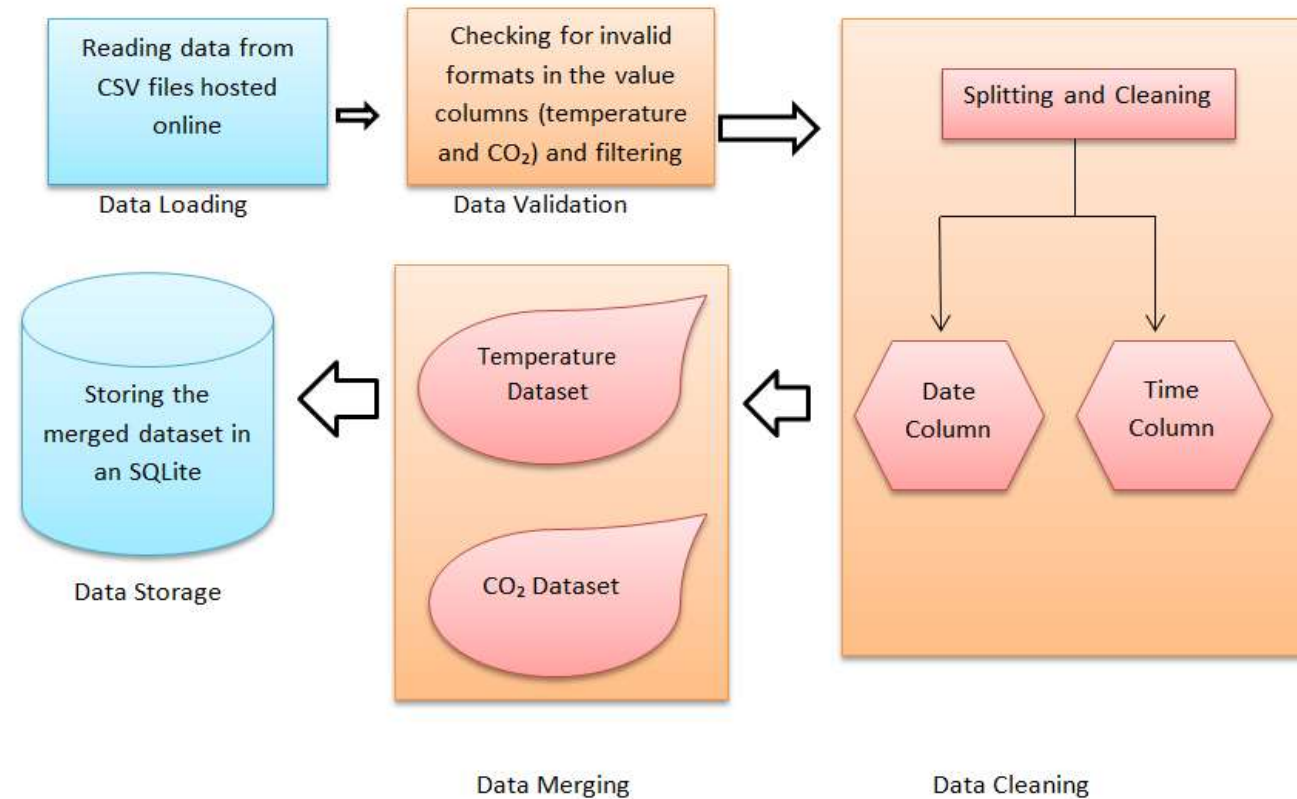 Reading data from
CSV files hosted
online
Data Loading
Checking for invalid
formats in the value
columns (temperature
and CO₂) and filtering
Data Validation
Splitting and Cleaning
Date
Column
Time
Column
Data Cleaning
Temperature
Dataset
CO₂ Dataset
Data Merging
Storing the
merged dataset in
an SQLite
Data Storage